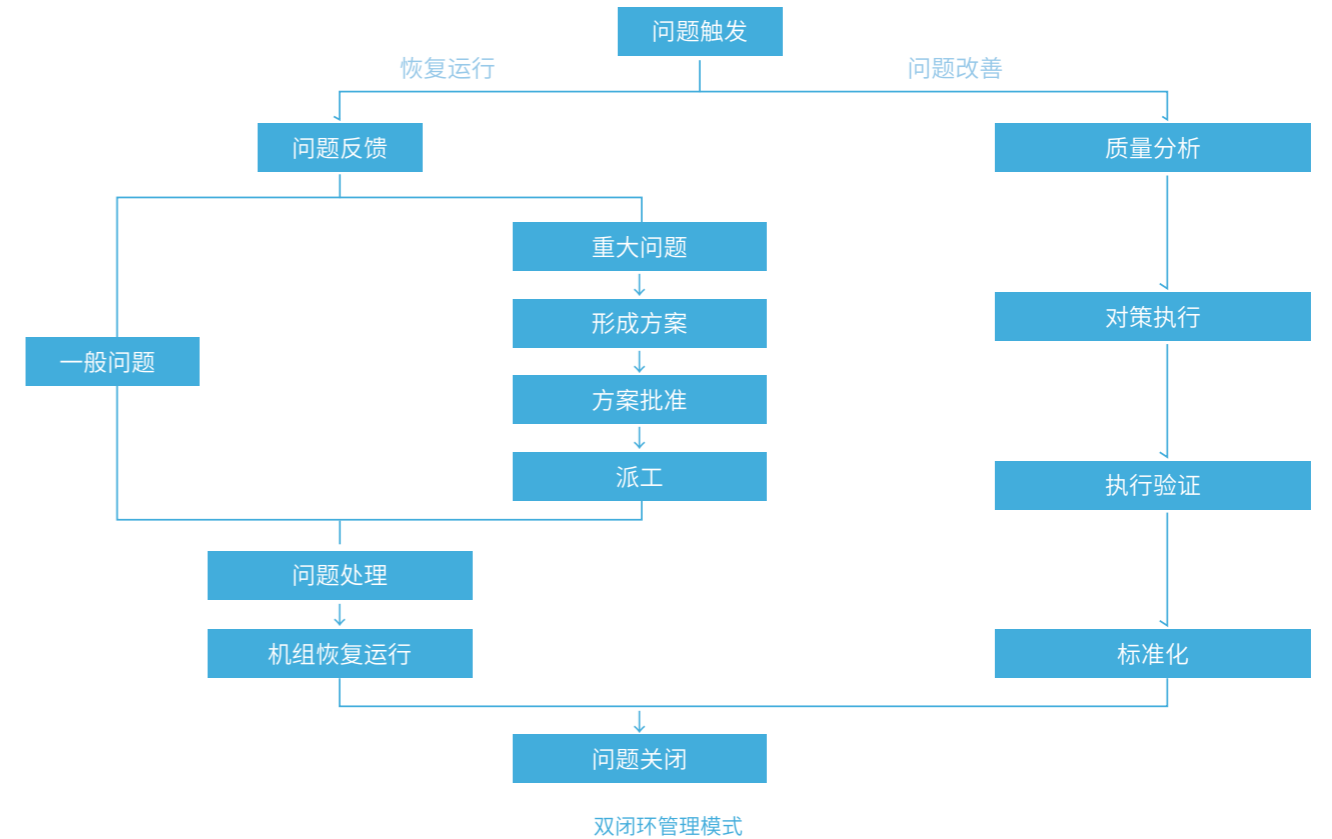 问题触发
恢复运行
问题改善
问题反馈
质量分析
重大问题
形成方案
对策执行
一般问题
方案批准
派工
执行验证
问题处理
机组恢复运行
标准化
问题关闭
双闭环管理模式